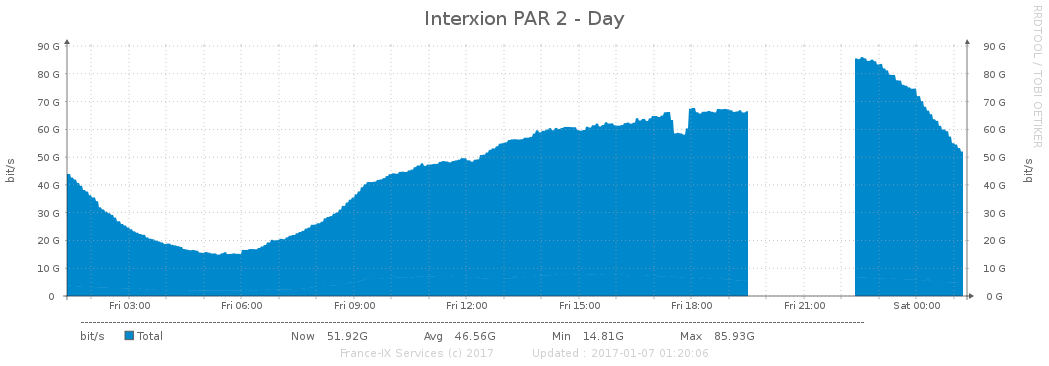 Interxion PAR 2 - Day
RRDTOOL / TOBI OETIKER
90 G 90 G
80 G 80 G
70 G 70 G
60 G 60 G
50 G 50 G
40 G 40 G
30 G 30 G
20 G 20 G
10 G 10 G
0 0 G
bit/s
bit/s
Fri 03:00 Fri 06:00 Fri 09:00 Fri 12:00 Fri 15:00 Fri 18:00 Fri 21:00 Sat 00:00
bit/s Total Now 51.92G Avg 46.56G Min 14.81G Max 85.93G
France-IX Services (c) 2017 Updated : 2017-01-07 01:20:06